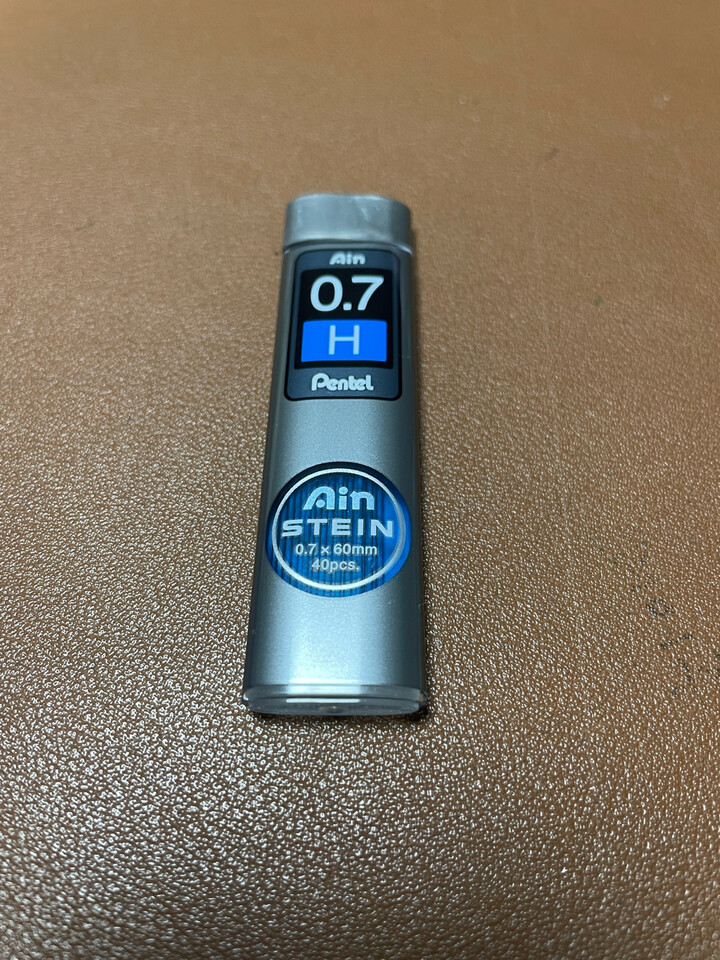 Ain
0.7
H
Pentel
Ain
STEIN
0.7 x 60mm
40pcs.